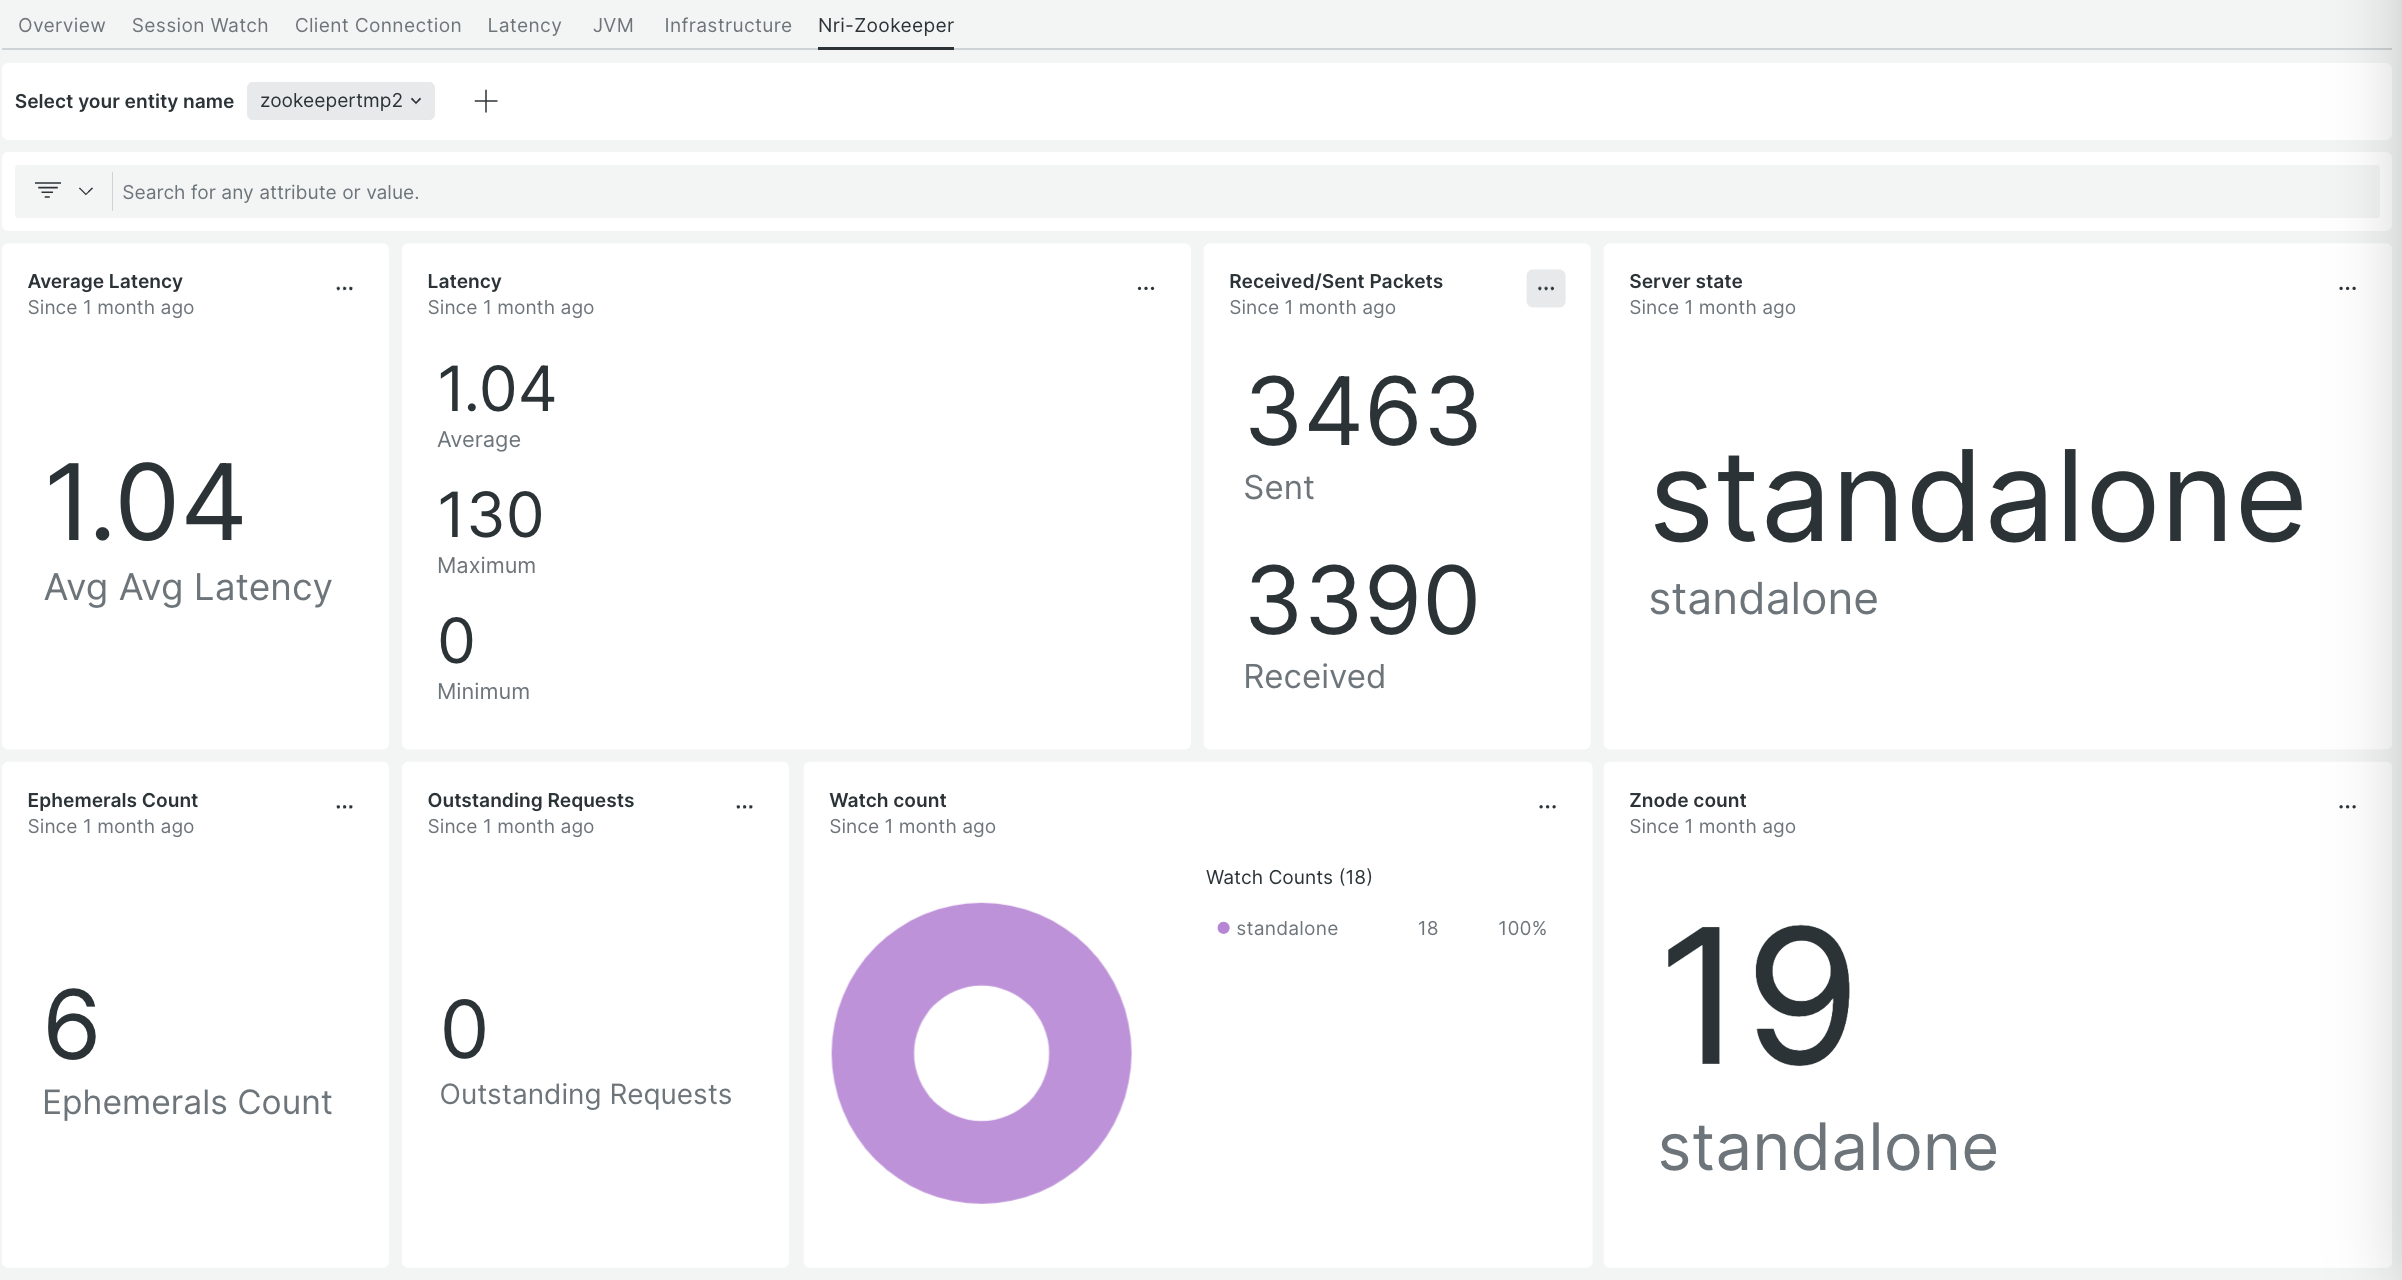 Overview Session Watch Client Connection Latency JVM Infrastructure Nri-Zookeeper
Select your entity name zookeepertmp2
Search for any attribute or value.
Average Latency
Since 1 month ago
1.04
Avg Avg Latency
Latency
Since 1 month ago
1.04
Average
130
Maximum
0
Minimum
Received/Sent Packets
Since 1 month ago
3463
Sent
3390
Received
Server state
Since 1 month ago
standalone
standalone
Ephemerals Count
Since 1 month ago
6
Ephemerals Count
Outstanding Requests
Since 1 month ago
0
Outstanding Requests
Watch count
Since 1 month ago
Watch Counts (18)
standalone 18 100%
Znode count
Since 1 month ago
19
standalone